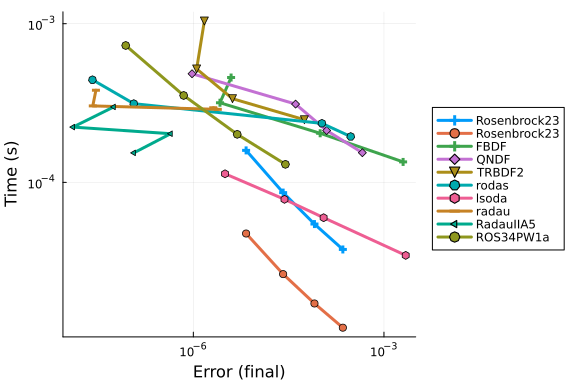 10⁻³
10⁻⁴
Time (s)
10⁻⁶
10⁻³
Error (final)
Rosenbrock23
Rosenbrock23
FBDF
QNDF
TRBDF2
rodas
lsoda
radau
RadauIIA5
ROS34PW1a